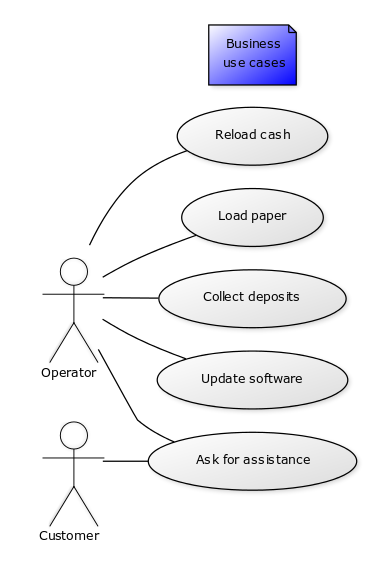 Business
use cases
Reload cash
Load paper
Collect deposits
Operator
Update software
Ask for assistance
Customer